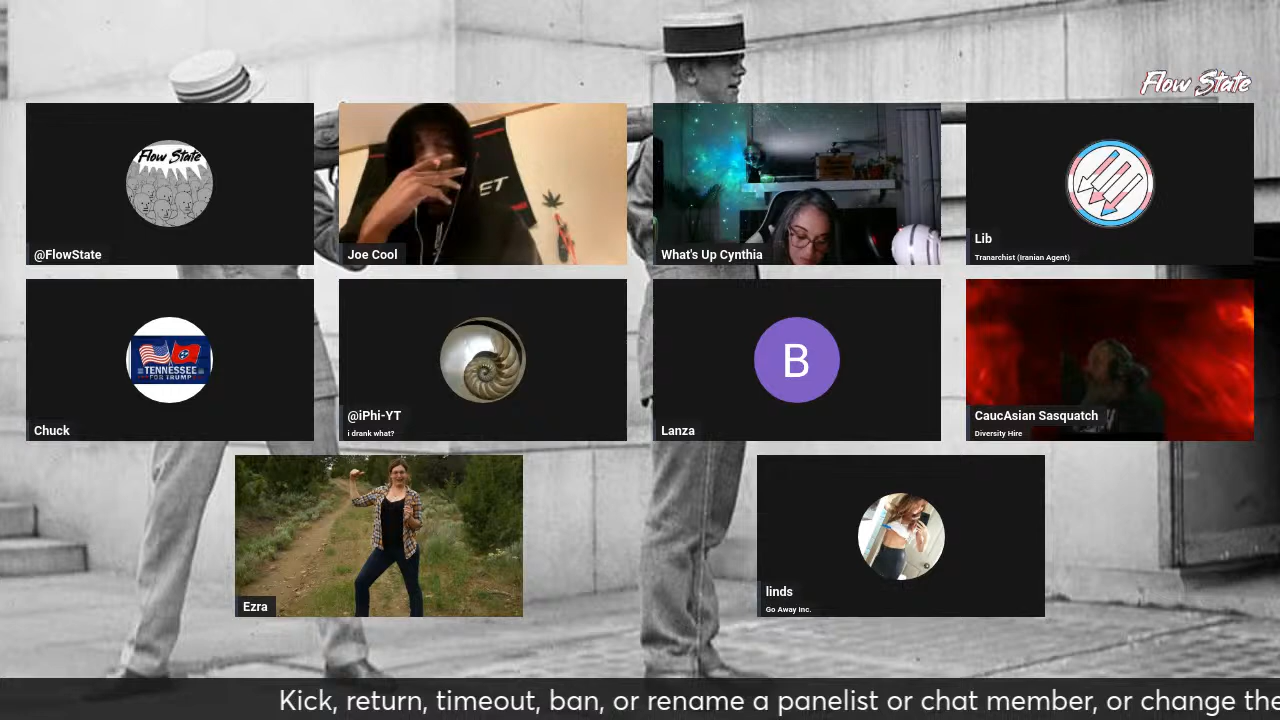 Flow State
Flow State
@FlowState
Joe Cool
ET
What's Up Cynthia
Lib
Tranarchist (Iranian Agent)
TENNESSEE
FOR TRUMP
Chuck
@iPhi-YT
i drank what?
B
Lanza
CaucAsian Sasquatch
Diversity Hire
Ezra
linds
Go Away Inc.
Kick, return, timeout, ban, or rename a panelist or chat member, or change the